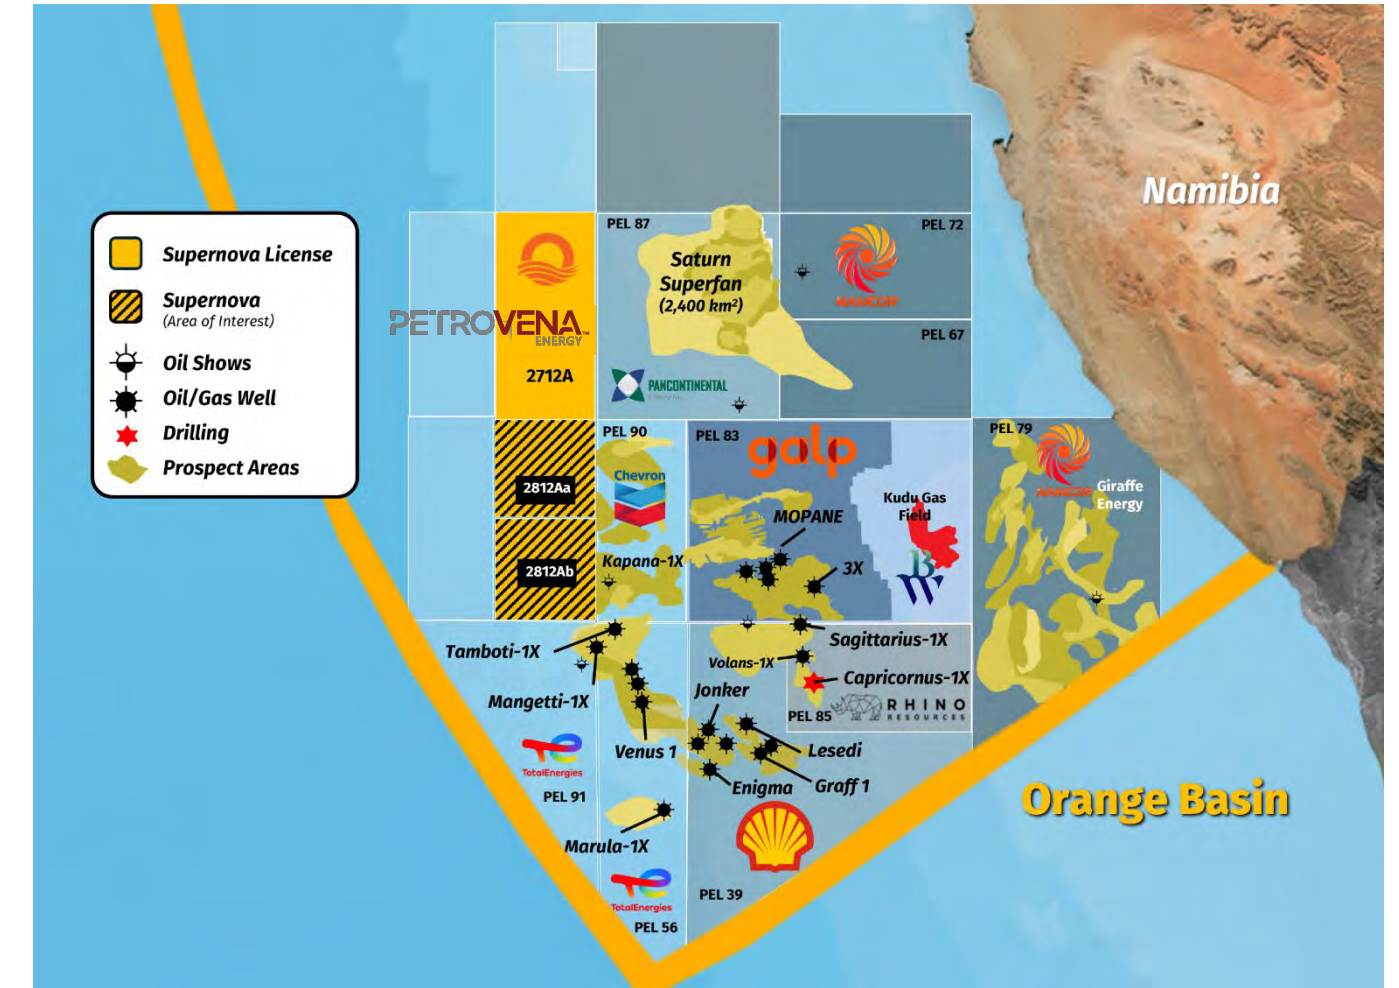 Namibia
Supernova License
Supernova
(Area of Interest)
Oil Shows
Oil/Gas Well
Drilling
Prospect Areas
PETROVENA™
ENERGY
2712A
PEL 87
Saturn
Superfan
(2,400 km²)
PANCONTINENTAL
PEL 72
NAMCOR
PEL 67
2812Aa
2812Ab
PEL 90
Chevron
Kapana-1X
PEL 83
galp
MOPANE
3X
Kudu Gas
Field
BW
PEL 79
NAMCOR
Giraffe
Energy
Tamboti-1X
Mangetti-1X
Venus 1
TotalEnergies
PEL 91
Marula-1X
TotalEnergies
PEL 56
Sagittarius-1X
Volans-1X
Capricornus-1X
RHINO
RESOURCES
PEL 85
Jonker
Lesedi
Graff 1
Enigma
PEL 39
Orange Basin